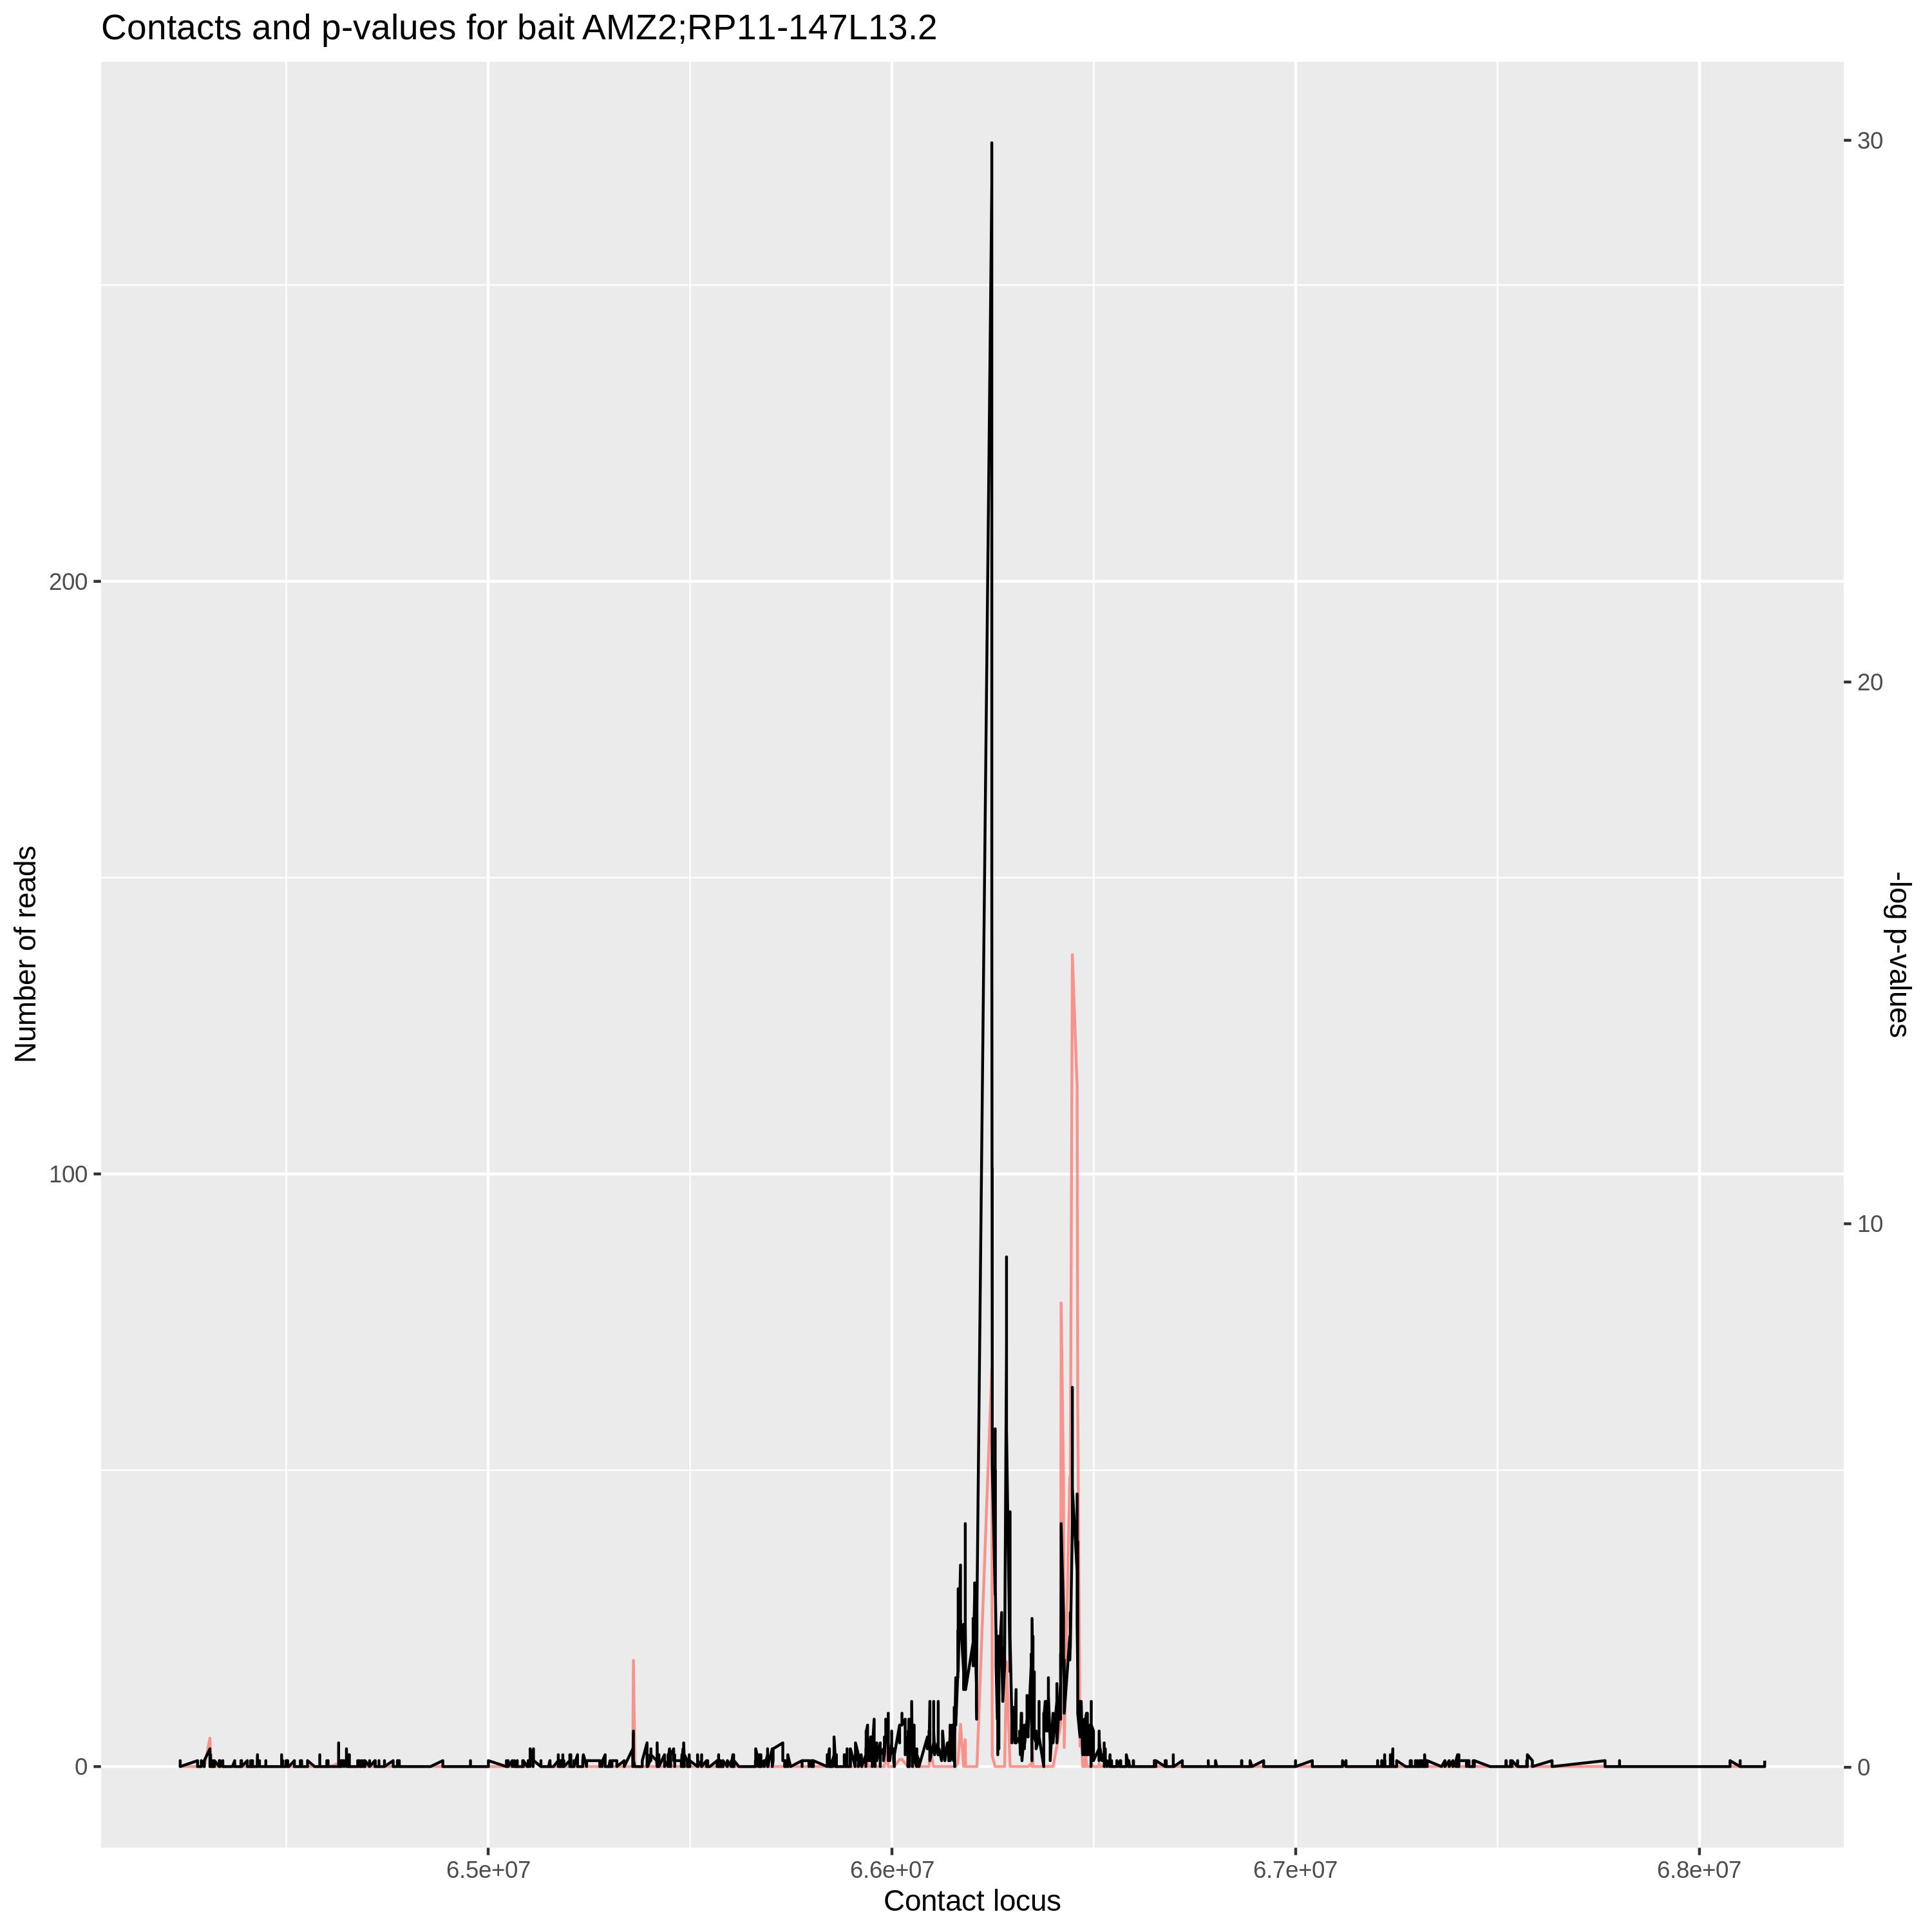 Contacts and p-values for bait AMZ2;RP11-147L13.2
Number of reads
200
100
0
30
20
10
0
-log p-values
6.5e+07 6.6e+07 6.7e+07 6.8e+07
Contact locus